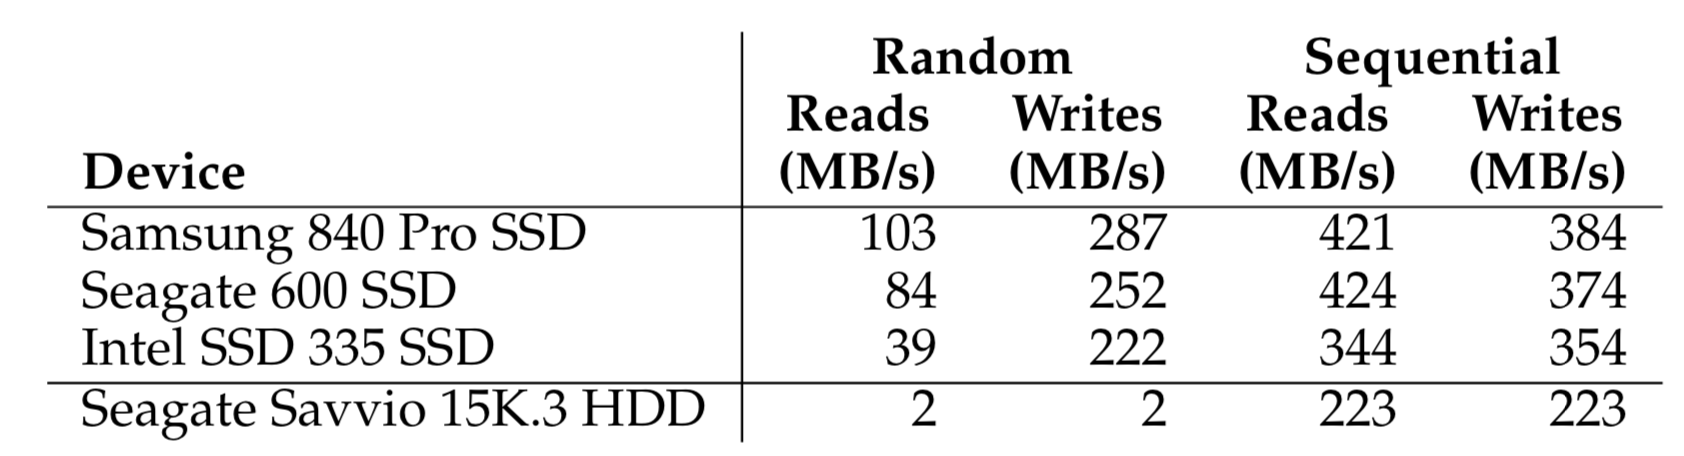 Random Sequential
Reads Writes Reads Writes
Device (MB/s) (MB/s) (MB/s) (MB/s)
Samsung 840 Pro SSD 103 287 421 384
Seagate 600 SSD 84 252 424 374
Intel SSD 335 SSD 39 222 344 354
Seagate Savvio 15K.3 HDD 2 2 223 223